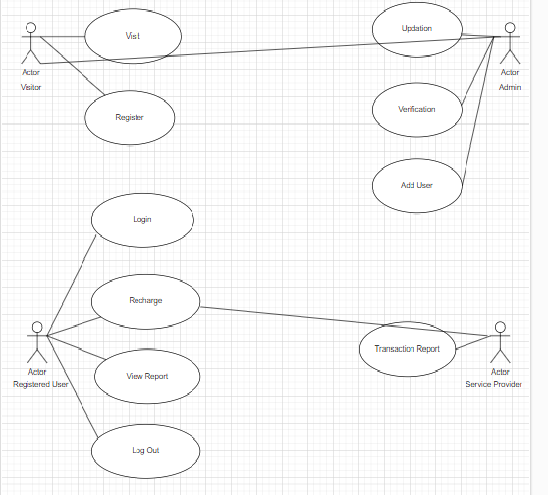 Visit
Updation
Actor
Visitor
Actor
Admin
Register
Verification
Add User
Login
Recharge
Transaction Report
Actor
Registered User
View Report
Actor
Service Provider
Log Out